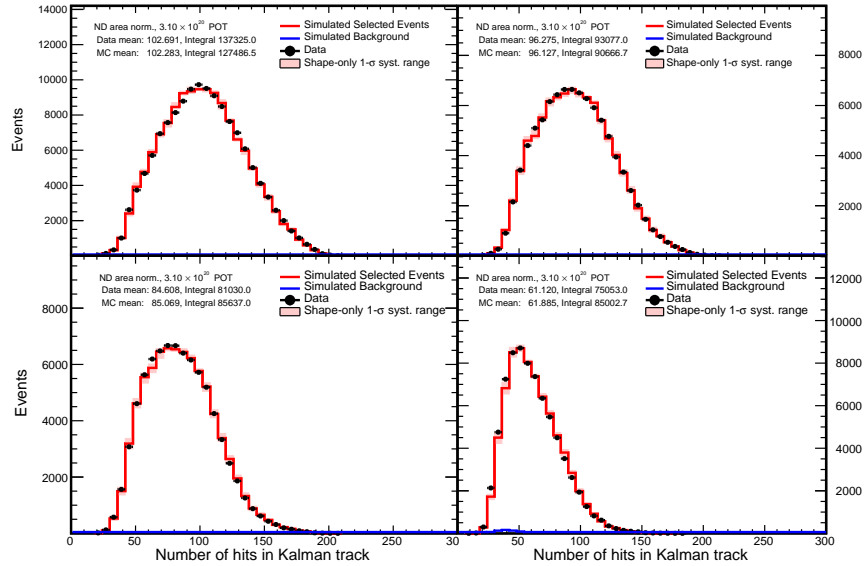 ND area norm., 3.10 × 10²⁰ POT
Data mean: 102.691, Integral 137325.0
MC mean: 102.283, Integral 127486.5
Simulated Selected Events
Simulated Background
Data
Shape-only 1-σ syst. range
14000
12000
10000
8000
6000
4000
2000
Events
ND area norm., 3.10 × 10²⁰ POT
Data mean: 96.275, Integral 93077.0
MC mean: 96.127, Integral 90666.7
Simulated Selected Events
Simulated Background
Data
Shape-only 1-σ syst. range
8000
6000
4000
2000
ND area norm., 3.10 × 10²⁰ POT
Data mean: 84.608, Integral 81030.0
MC mean: 85.069, Integral 85637.0
Simulated Selected Events
Simulated Background
Data
Shape-only 1-σ syst. range
8000
6000
4000
2000
Events
0 50 100 150 200 250 30
Number of hits in Kalman track
ND area norm., 3.10 × 10²⁰ POT
Data mean: 61.120, Integral 75053.0
MC mean: 61.885, Integral 85002.7
Simulated Selected Events
Simulated Background
Data
Shape-only 1-σ syst. range
12000
10000
8000
6000
4000
2000
0
50 100 150 200 250 300
Number of hits in Kalman track